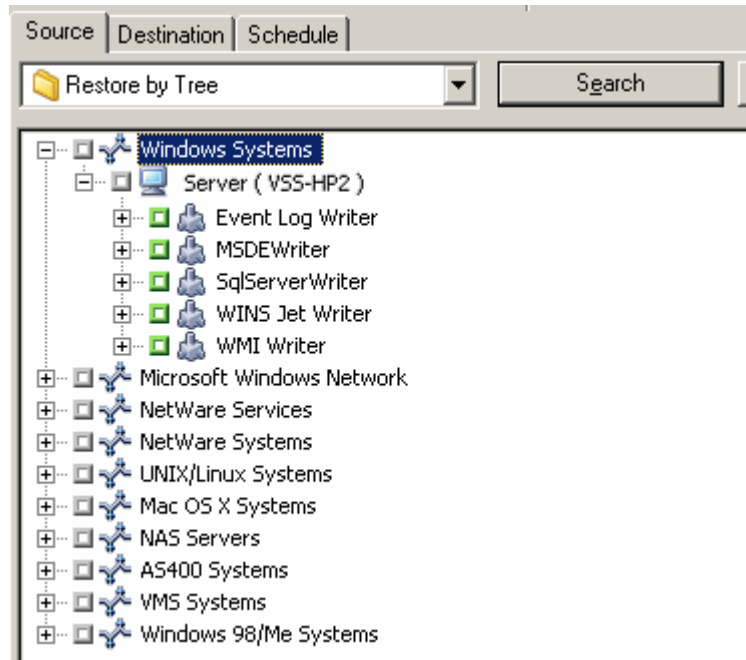 Source Destination Schedule
Restore by Tree Search
Windows Systems
Server ( VSS-HP2 )
Event Log Writer
MSDEWriter
SqlServerWriter
WINS Jet Writer
WMI Writer
Microsoft Windows Network
NetWare Services
NetWare Systems
UNIX/Linux Systems
Mac OS X Systems
NAS Servers
AS400 Systems
VMS Systems
Windows 98/Me Systems